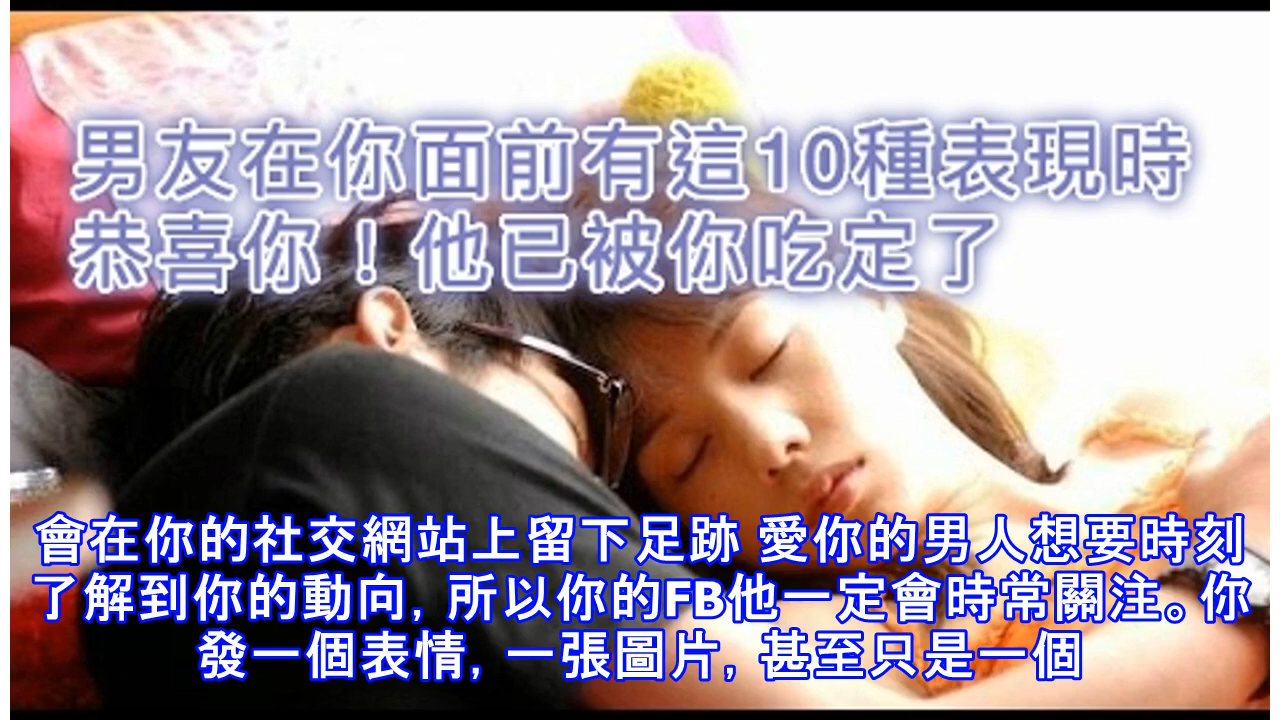 男友在你面前有這10種表現時
恭喜你！他已被你吃定了
會在你的社交網站上留下足跡 愛你的男人想要時刻
了解到你的動向, 所以你的FB他一定會時常關注。你
發一個表情, 一張圖片, 甚至只是一個